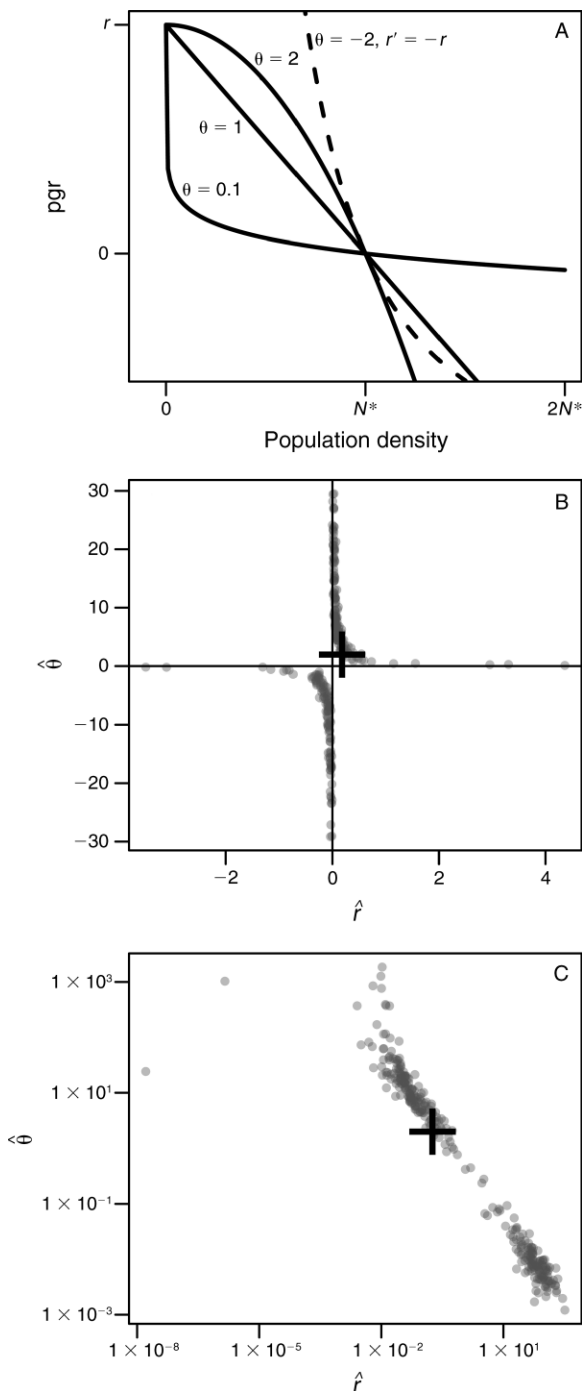 A
r
θ = −2, r′ = −r
θ = 2
θ = 1
θ = 0.1
pgr
0
0 N* 2N*
Population density
B
30
20
10
θ̂
0
−10
−20
−30
−2 0 2 4
r̂
C
1 × 10³
1 × 10¹
θ̂
1 × 10⁻¹
1 × 10⁻³
1 × 10⁻⁸ 1 × 10⁻⁵ 1 × 10⁻² 1 × 10¹
r̂